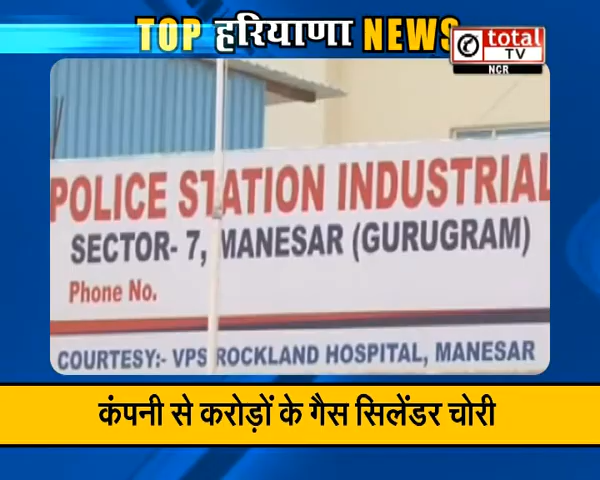 TOP हरियाणा NEWS
total
TV
NCR
POLICE STATION INDUSTRIAL
SECTOR- 7, MANESAR (GURUGRAM)
Phone No.
COURTESY:- VPS ROCKLAND HOSPITAL, MANESAR
कंपनी से करोड़ों के गैस सिलेंडर चोरी